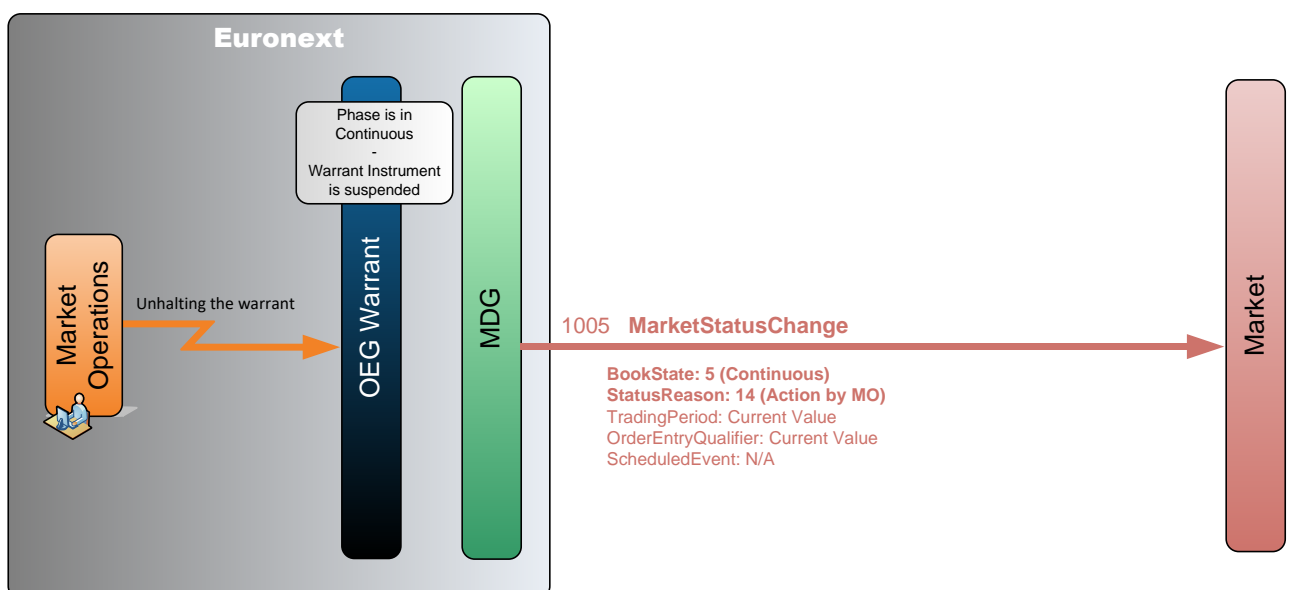 Euronext
Phase is in
Continuous
-
Warrant Instrument
is suspended
Market
Operations
Unhalting the warrant
OEG Warrant
MDG
1005 MarketStatusChange
BookState: 5 (Continuous)
StatusReason: 14 (Action by MO)
TradingPeriod: Current Value
OrderEntryQualifier: Current Value
ScheduledEvent: N/A
Market